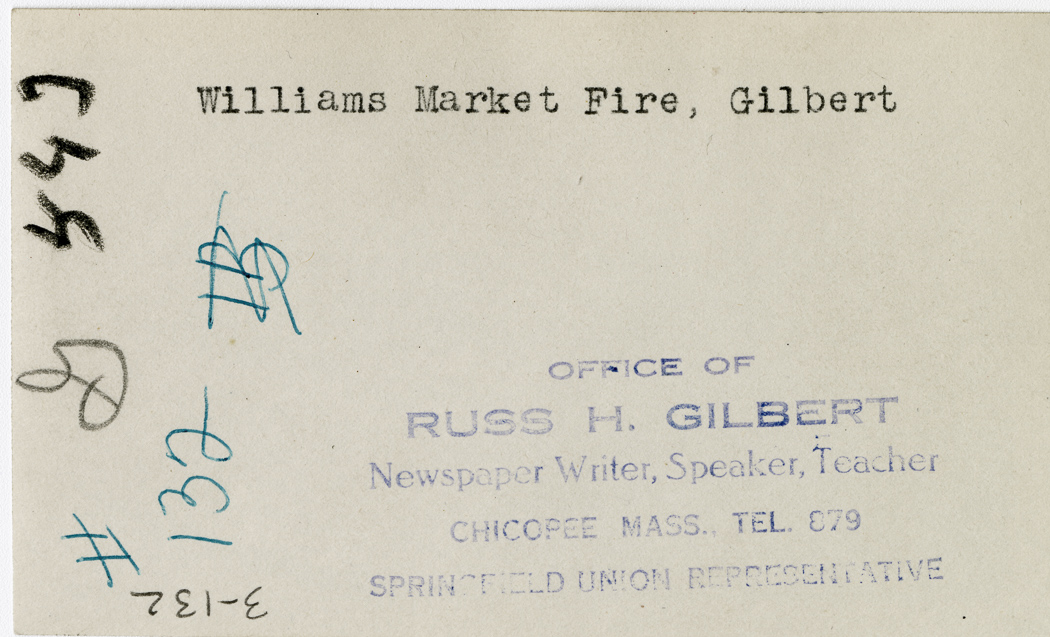 Williams Market Fire, Gilbert
547
# 132
3-132
OFFICE OF
RUSS H. GILBERT
Newspaper Writer, Speaker, Teacher
CHICOPEE MASS., TEL. 879
SPRINGFIELD UNION REPRESENTATIVE